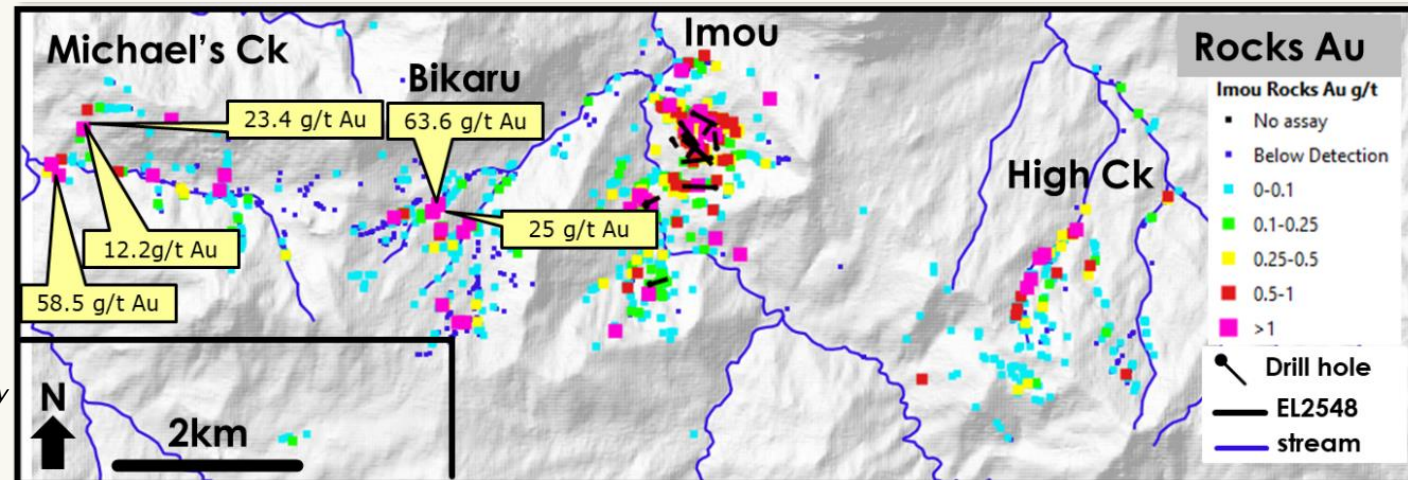 Michael's Ck
Bikaru
Imou
High Ck
23.4 g/t Au
63.6 g/t Au
12.2g/t Au
25 g/t Au
58.5 g/t Au
N
2km
Rocks Au
Imou Rocks Au g/t
No assay
Below Detection
0-0.1
0.1-0.25
0.25-0.5
0.5-1
>1
Drill hole
EL2548
stream
y